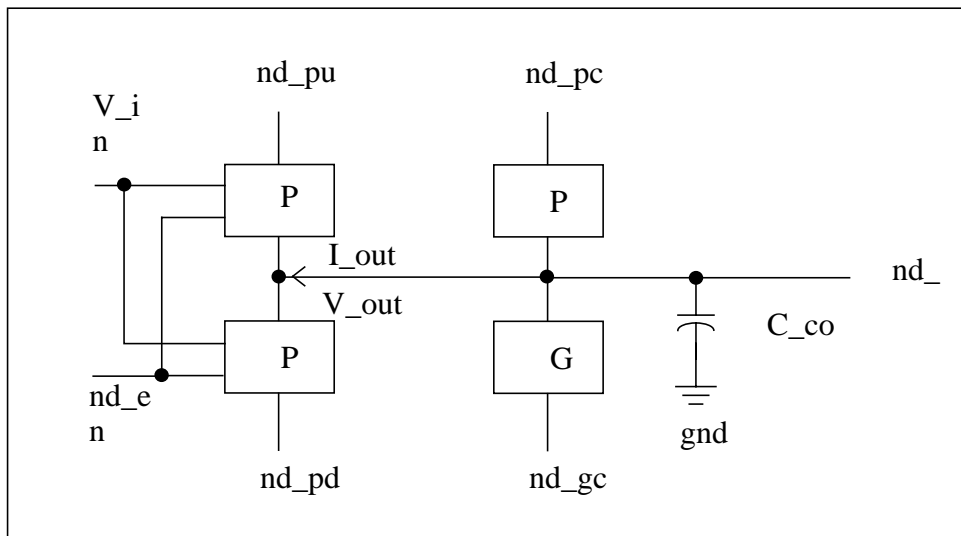 nd_pu
nd_pc
V_i
n
P
P
I_out
nd_
V_out
C_co
P
G
nd_e
n
gnd
nd_pd
nd_gc